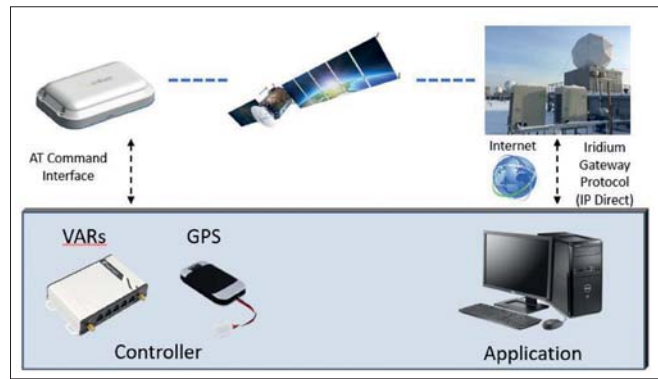 AT Command
Interface
Internet
Iridium
Gateway
Protocol
(IP Direct)
VARs
GPS
Controller
Application